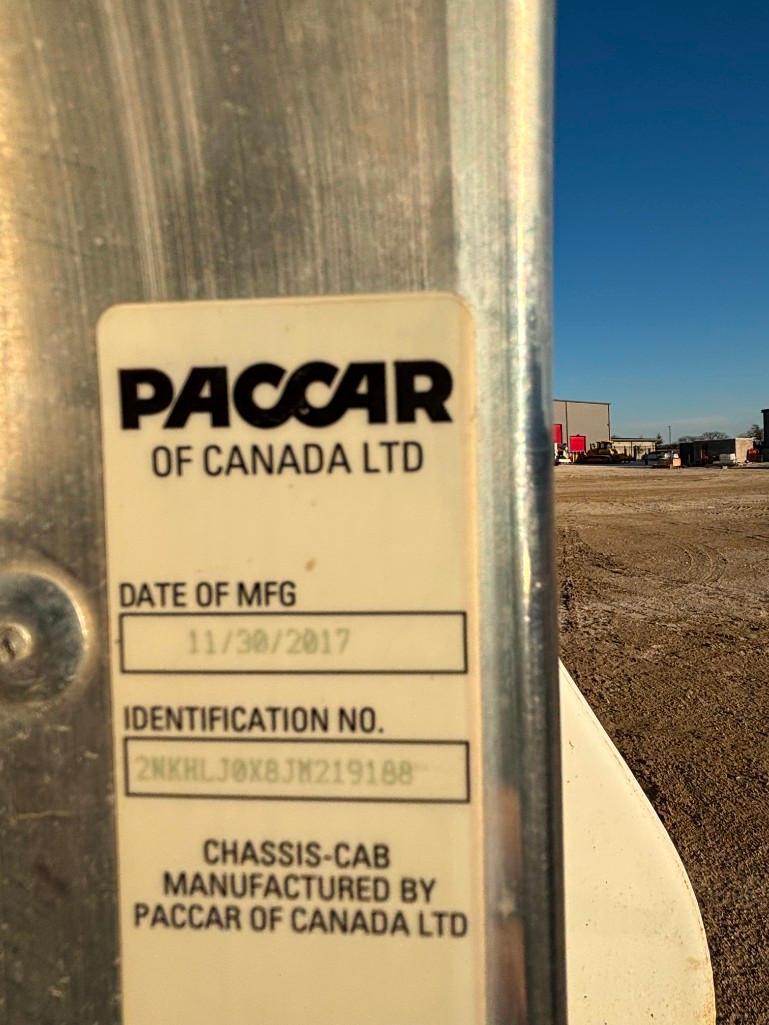 PACCAR
OF CANADA LTD
DATE OF MFG
11/30/2017
IDENTIFICATION NO.
2NKHLJ0X8JM219188
CHASSIS-CAB
MANUFACTURED BY
PACCAR OF CANADA LTD